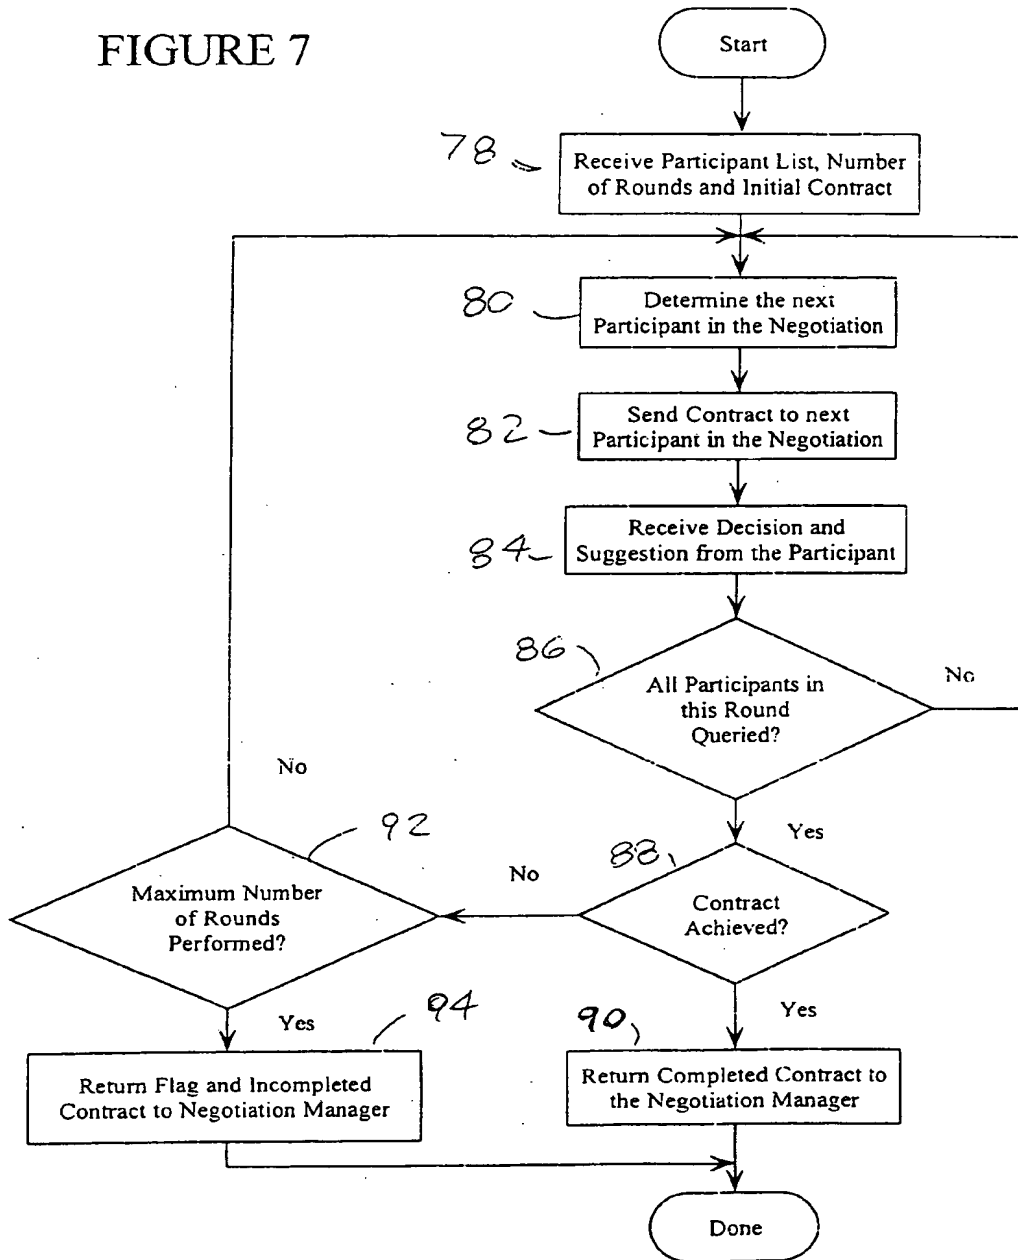 FIGURE 7
Start
78
Receive Participant List, Number
of Rounds and Initial Contract
80
Determine the next
Participant in the Negotiation
82
Send Contract to next
Participant in the Negotiation
84
Receive Decision and
Suggestion from the Participant
86
All Participants in
this Round
Queried?
No
No
Yes
92
88
No
Maximum Number
of Rounds
Performed?
Contract
Achieved?
Yes
94
90
Yes
Return Flag and Incompleted
Contract to Negotiation Manager
Return Completed Contract to
the Negotiation Manager
Done